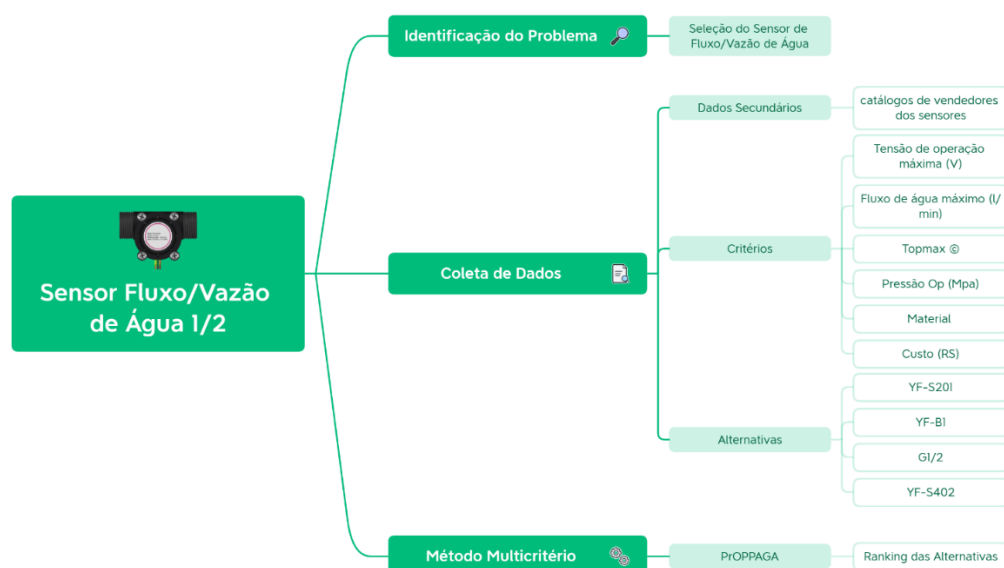 Sensor Fluxo/Vazão
de Água 1/2
Identificação do Problema
Seleção do Sensor de
Fluxo/Vazão de Água
Coleta de Dados
Dados Secundários
catálogos de vendedores
dos sensores
Critérios
Tensão de operação
máxima (V)
Fluxo de água máximo (l/
min)
Topmax ©
Pressão Op (Mpa)
Material
Custo (RS)
Alternativas
YF-S201
YF-B1
G1/2
YF-S402
Método Multicritério
PrOPPAGA
Ranking das Alternativas